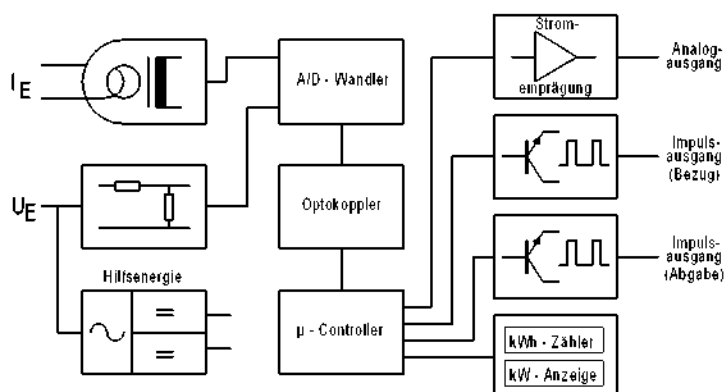 I E
U E
Hilfsenergie
A/D - Wandler
Optokoppler
µ - Controller
Strom-
einprägung
Analog-
ausgang
Impuls-
ausgang
(Bezug)
Impuls-
ausgang
(Abgabe)
kWh - Zähler
kW - Anzeige